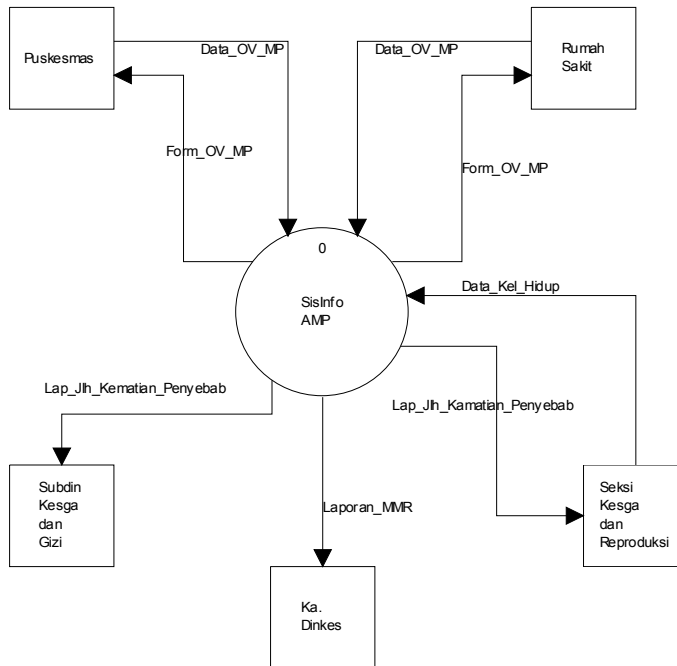 Puskesmas
Data_OV_MP
Data_OV_MP
Rumah
Sakit
Form_OV_MP
Form_OV_MP
0
SisInfo
AMP
Data_Kel_Hidup
Lap_Jlh_Kematian_Penyebab
Lap_Jlh_Kamatian_Penyebab
Subdin
Kesga
dan
Gizi
Laporan_MMR
Seksi
Kesga
dan
Reproduksi
Ka.
Dinkes